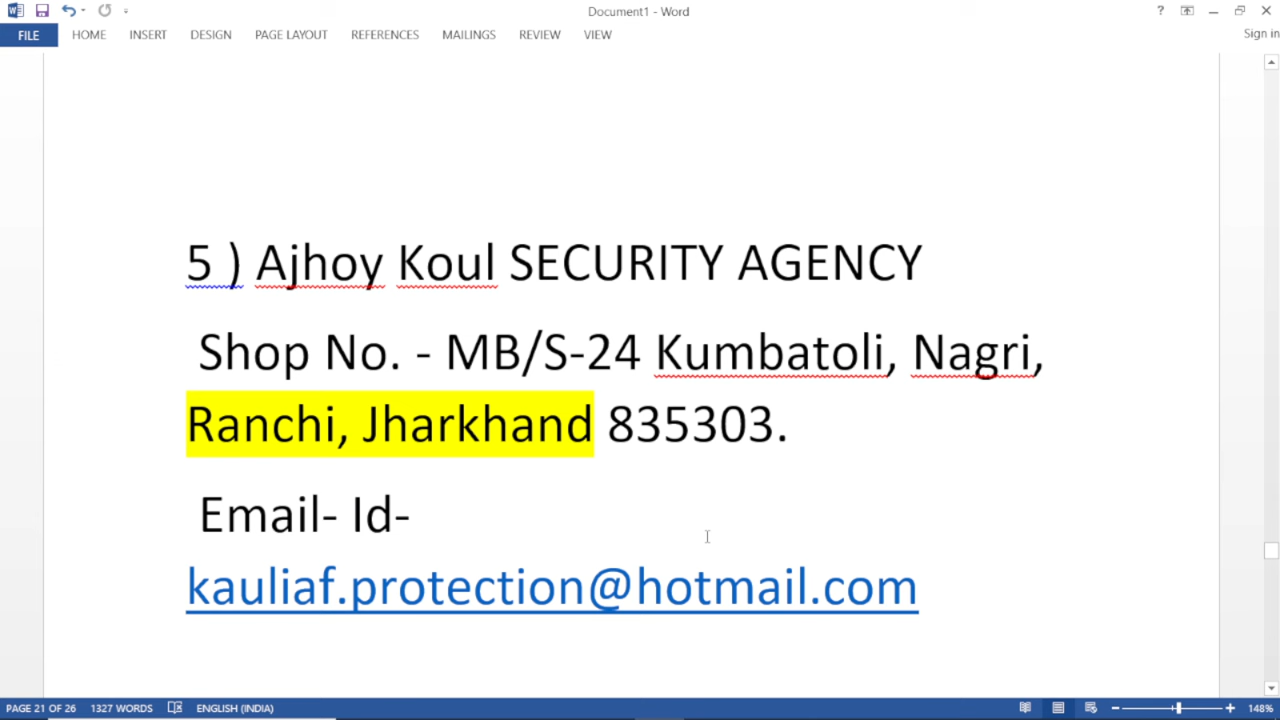 Document1 - Word
? Sign in
FILE HOME INSERT DESIGN PAGE LAYOUT REFERENCES MAILINGS REVIEW VIEW
5 ) Ajhoy Koul SECURITY AGENCY
Shop No. - MB/S-24 Kumbatoli, Nagri,
Ranchi, Jharkhand 835303.
Email- Id-
kauliaf.protection@hotmail.com
PAGE 21 OF 26 1327 WORDS ENGLISH (INDIA) 148%